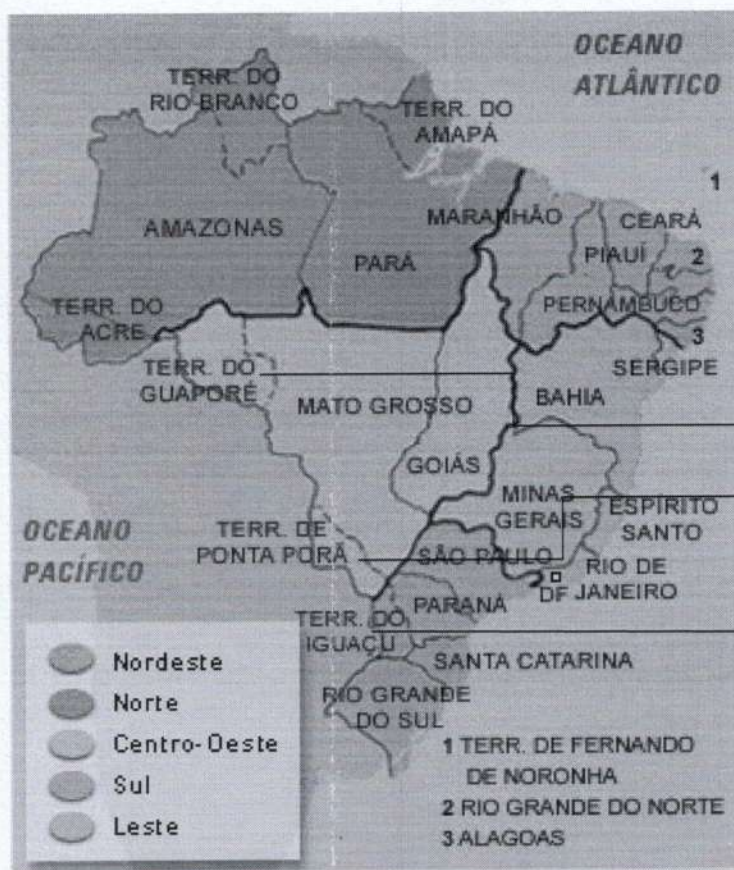 OCEANO
ATLÂNTICO
TERR. DO
RIO BRANCO
TERR. DO
AMAPÁ
1
AMAZONAS
PARÁ
MARANHÃO
CEARÁ
PIAUÍ
2
PERNAMBUCO
3
SERGIPE
TERR. DO
ACRE
TERR. DO
GUAPORÉ
MATO GROSSO
BAHIA
GOIÁS
MINAS
GERAIS
ESPÍRITO
SANTO
OCEANO
PACÍFICO
TERR. DE
PONTA PORÃ
SÃO PAULO
RIO DE
JANEIRO
DF
PARANÁ
TERR. DO
IGUAÇU
SANTA CATARINA
RIO GRANDE
DO SUL
Nordeste
Norte
Centro-Oeste
Sul
Leste
1 TERR. DE FERNANDO
DE NORONHA
2 RIO GRANDE DO NORTE
3 ALAGOAS